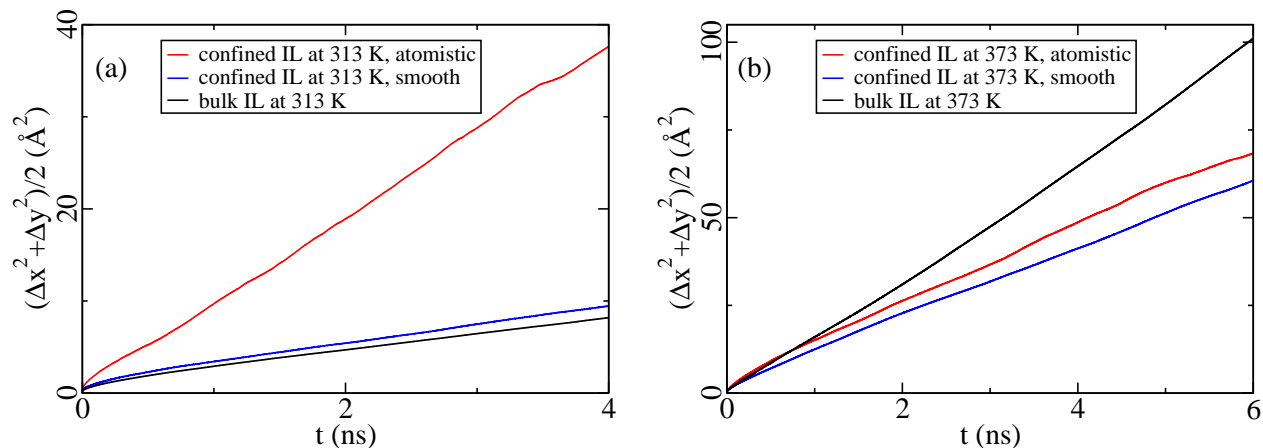 (a)
confined IL at 313 K, atomistic
confined IL at 313 K, smooth
bulk IL at 313 K
(Δx²+Δy²)/2 (Å²)
0
20
40
0
2
4
t (ns)
(b)
confined IL at 373 K, atomistic
confined IL at 373 K, smooth
bulk IL at 373 K
(Δx²+Δy²)/2 (Å²)
0
50
100
0
2
4
6
t (ns)